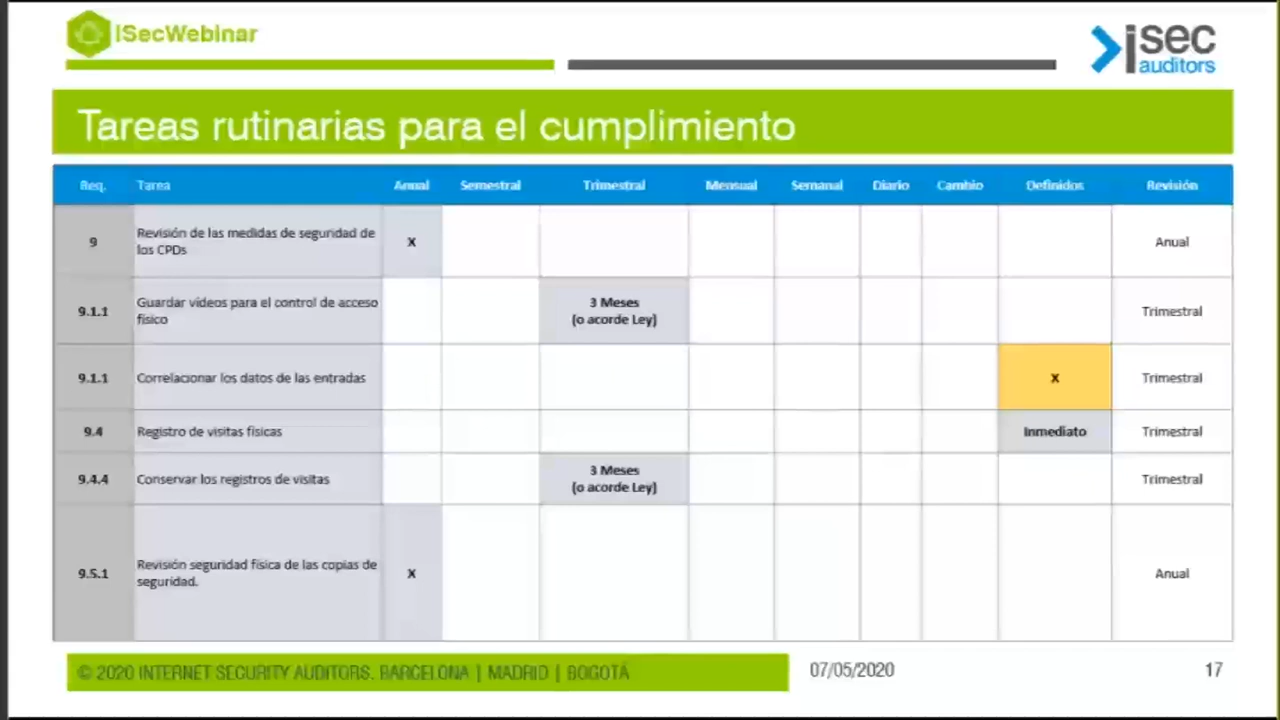 ISecWebinar
isec
auditors
Tareas rutinarias para el cumplimiento
Req. Tarea Anual Semestral Trimestral Mensual Semanal Diario Cambio Definidos Revisión
9 Revisión de las medidas de seguridad de los CPDs X Anual
9.1.1 Guardar vídeos para el control de acceso físico 3 Meses (o acorde Ley) Trimestral
9.1.1 Correlacionar los datos de las entradas X Trimestral
9.4 Registro de visitas físicas Inmediato Trimestral
9.4.4 Conservar los registros de visitas 3 Meses (o acorde Ley) Trimestral
9.5.1 Revisión seguridad física de las copias de seguridad. X Anual
© 2020 INTERNET SECURITY AUDITORS. BARCELONA | MADRID | BOGOTÁ 07/05/2020 17